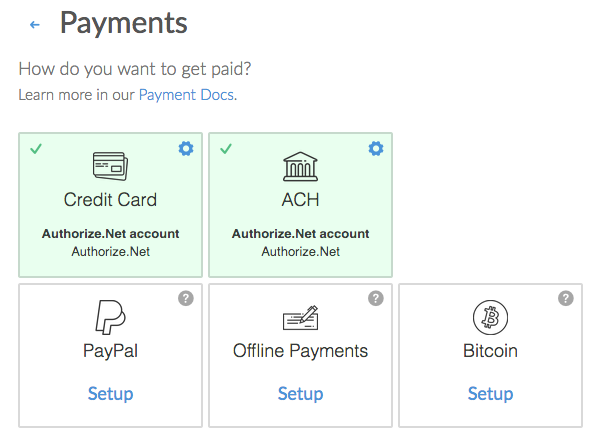 Payments
How do you want to get paid?
Learn more in our Payment Docs.
Credit Card
Authorize.Net account
Authorize.Net
ACH
Authorize.Net account
Authorize.Net
?
PayPal
Setup
?
Offline Payments
Setup
?
Bitcoin
Setup